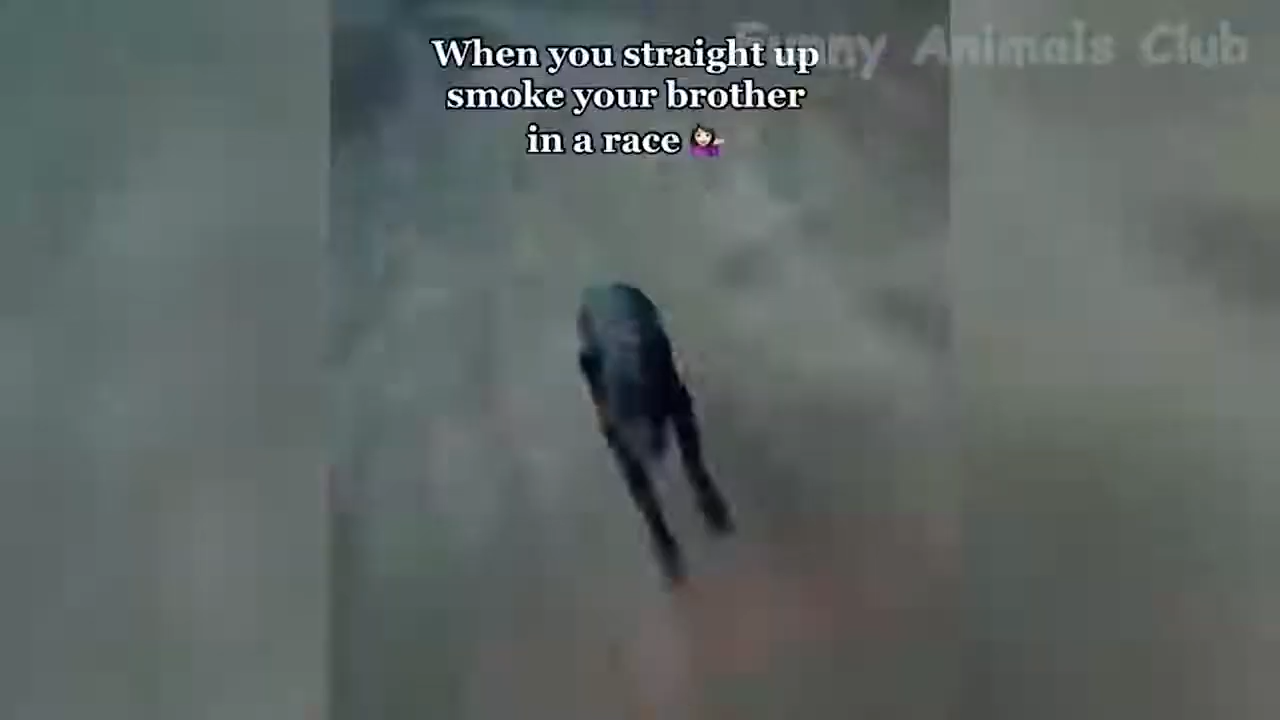 When you straight up
smoke your brother
in a race 💁🏻‍♀️
Funny Animals Club